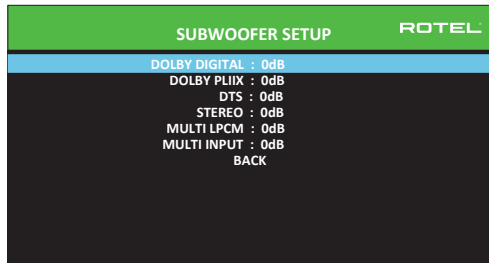 SUBWOOFER SETUP
ROTEL
DOLBY DIGITAL : 0dB
DOLBY PLIIX : 0dB
DTS : 0dB
STEREO : 0dB
MULTI LPCM : 0dB
MULTI INPUT : 0dB
BACK